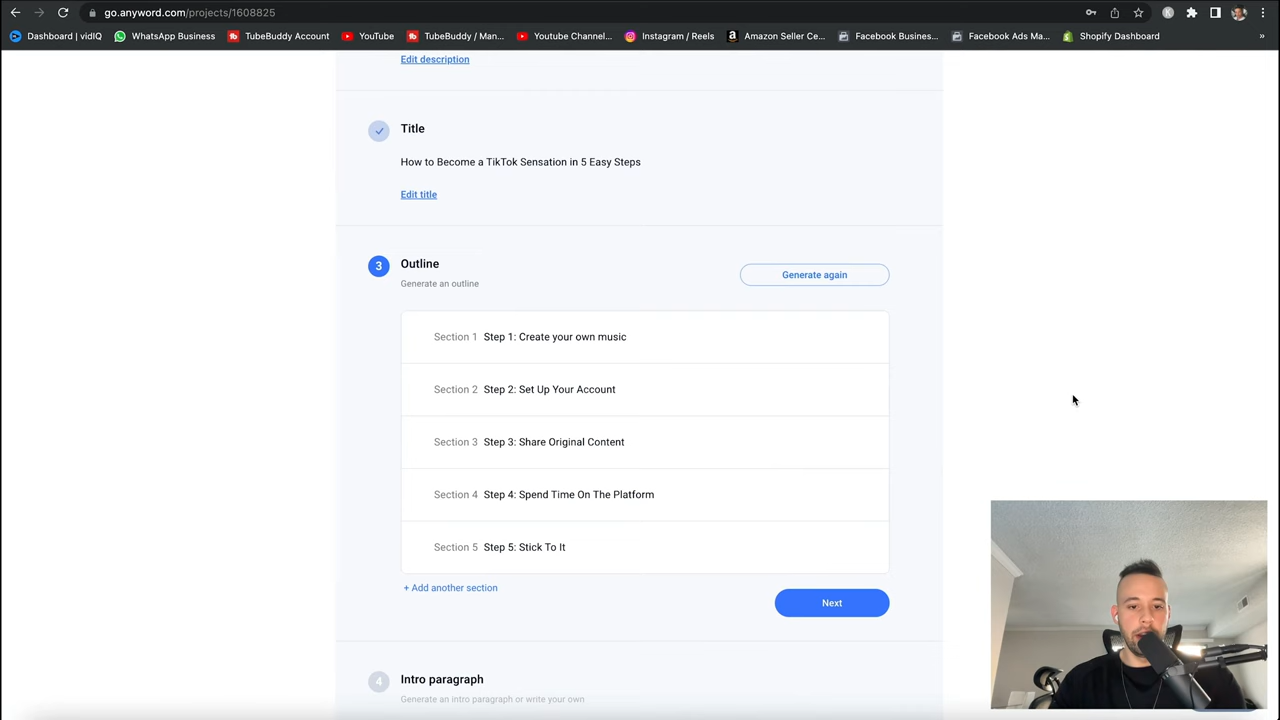 go.anyword.com/projects/1608825
Dashboard | vidIQ
WhatsApp Business
TubeBuddy Account
YouTube
TubeBuddy / Man...
Youtube Channel...
Instagram / Reels
Amazon Seller Ce...
Facebook Busines...
Facebook Ads Ma...
Shopify Dashboard
»
Edit description
Title
How to Become a TikTok Sensation in 5 Easy Steps
Edit title
3 Outline
Generate an outline
Generate again
Section 1 Step 1: Create your own music
Section 2 Step 2: Set Up Your Account
Section 3 Step 3: Share Original Content
Section 4 Step 4: Spend Time On The Platform
Section 5 Step 5: Stick To It
+ Add another section
Next
4 Intro paragraph
Generate an intro paragraph or write your own